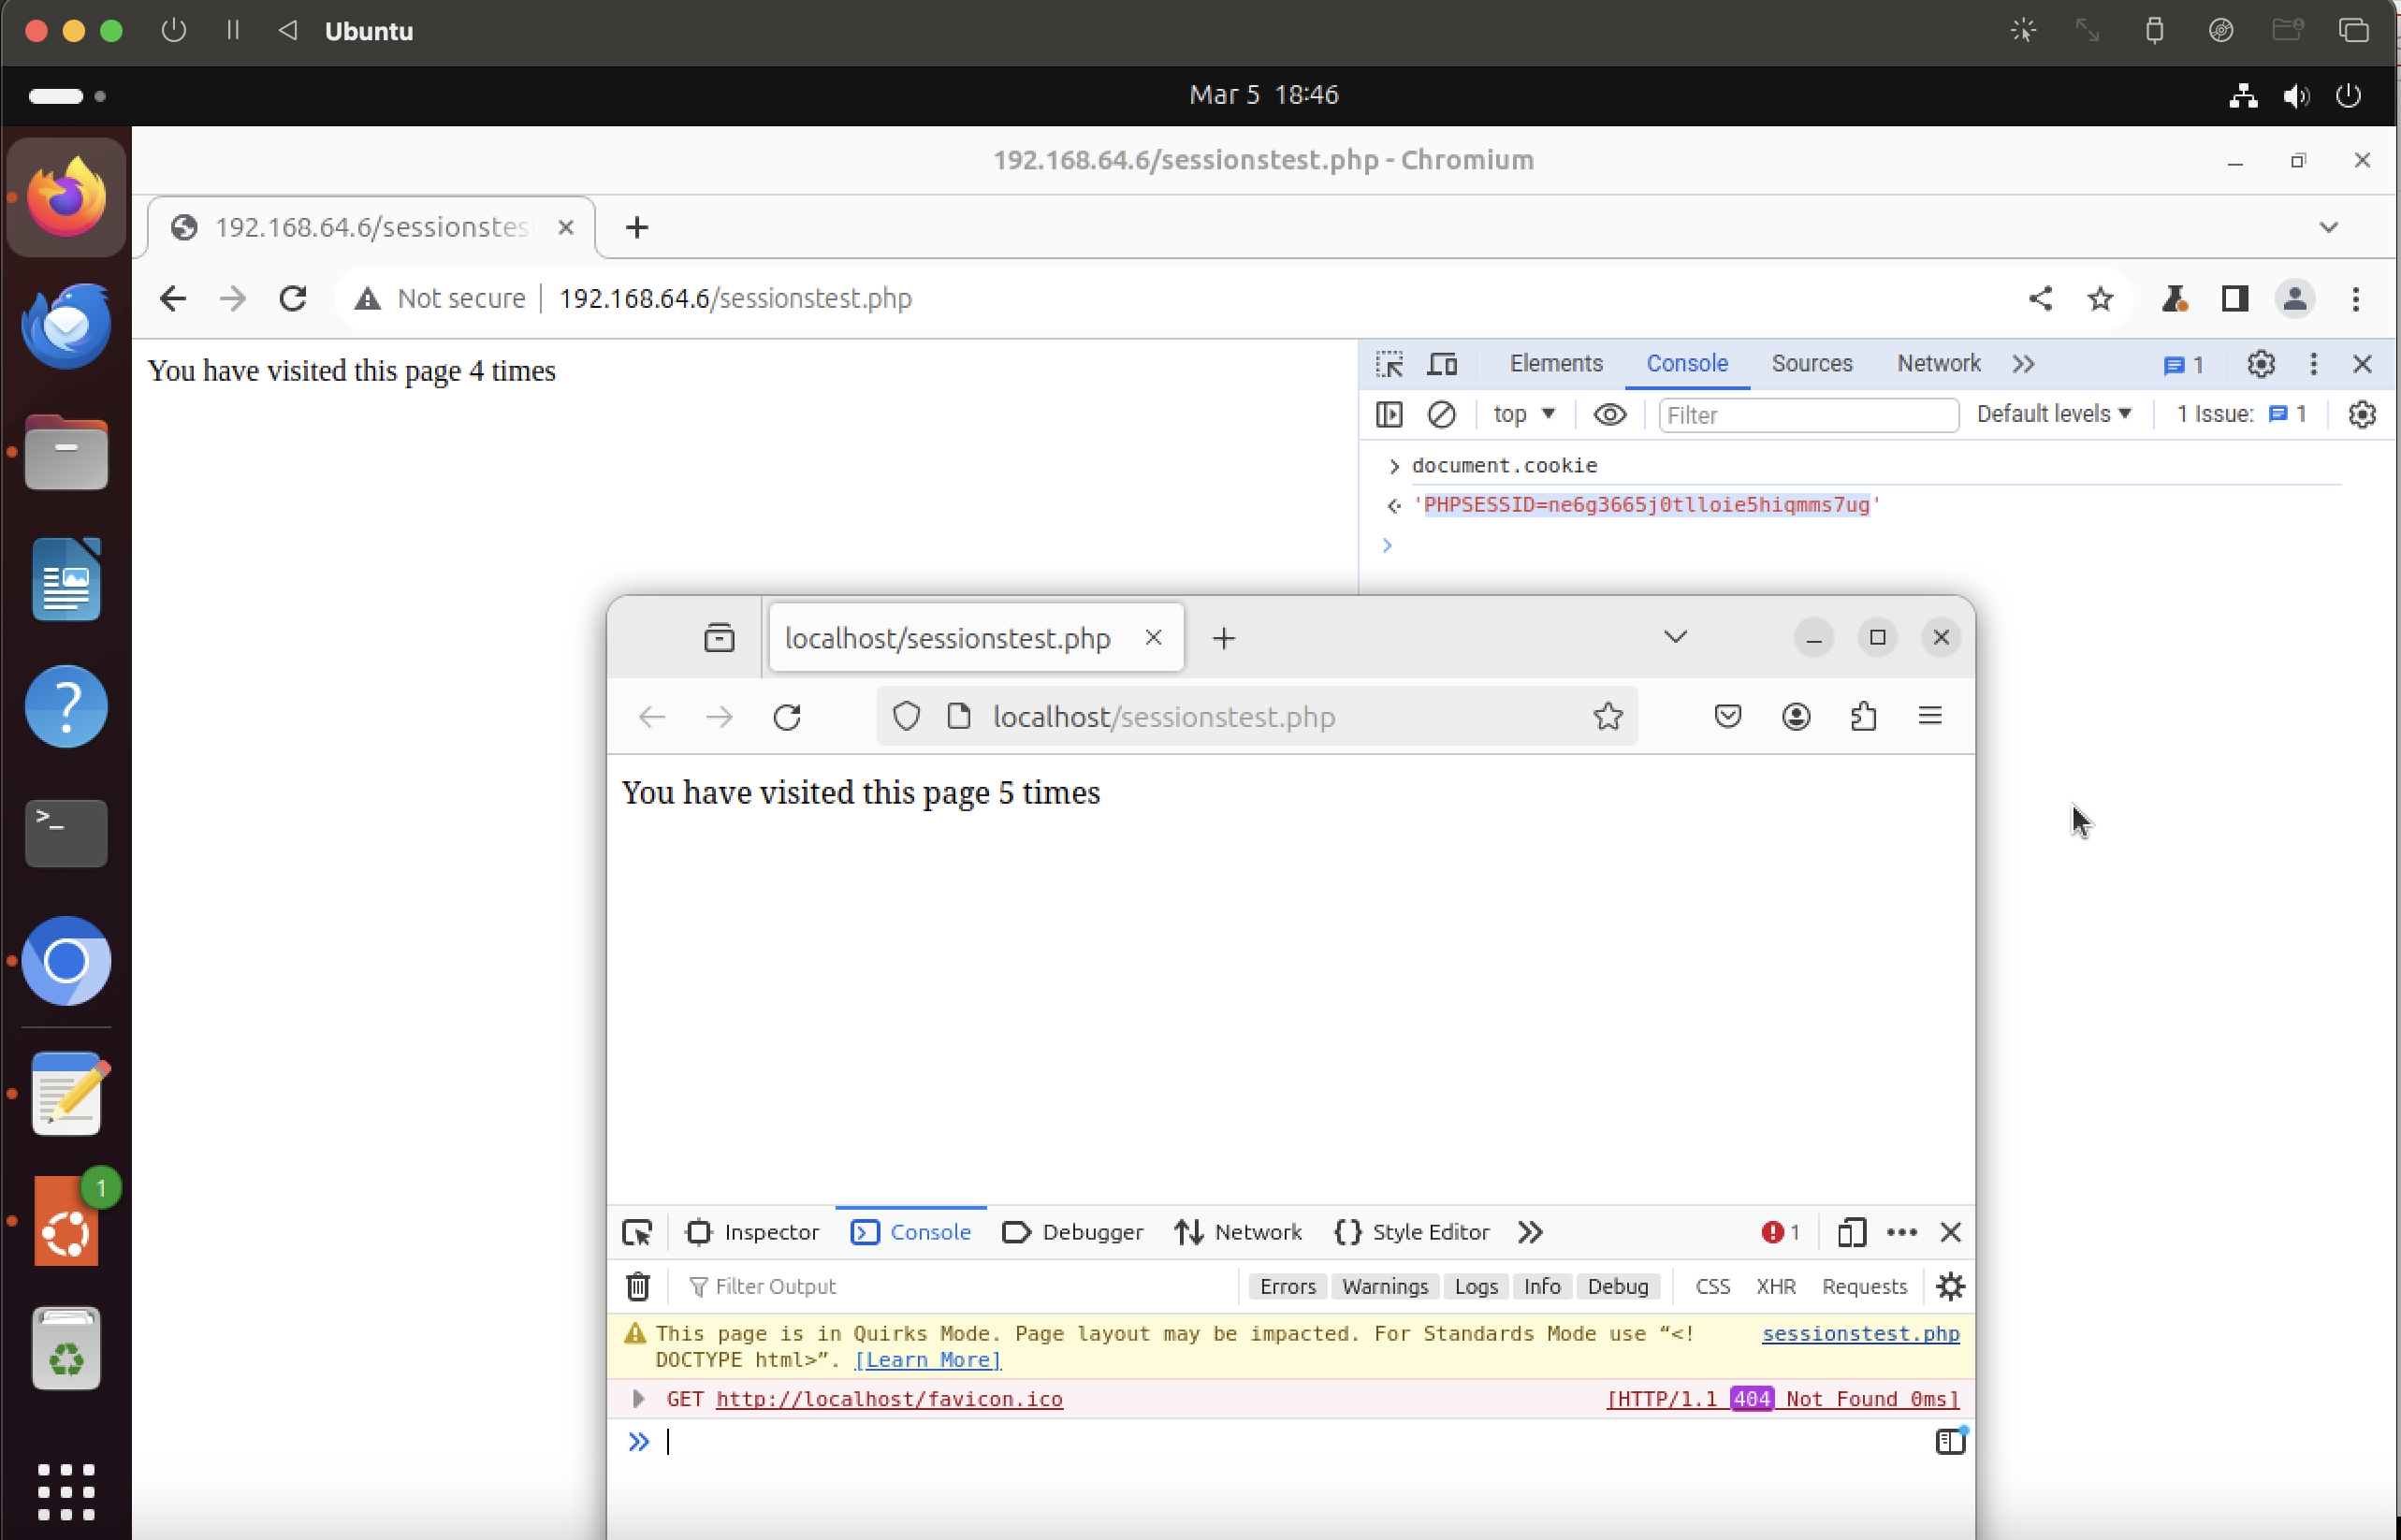 Ubuntu
Mar 5 18:46
192.168.64.6/sessionstest.php - Chromium
192.168.64.6/sessionstes
Not secure | 192.168.64.6/sessionstest.php
You have visited this page 4 times
Elements Console Sources Network 1
top Filter Default levels 1 Issue: 1
document.cookie
'PHPSESSID=ne6g3665j0tlloie5hiqmms7ug'
localhost/sessionstest.php
localhost/sessionstest.php
You have visited this page 5 times
1
Inspector Console Debugger Network Style Editor 1
Filter Output Errors Warnings Logs Info Debug CSS XHR Requests
This page is in Quirks Mode. Page layout may be impacted. For Standards Mode use “<! sessionstest.php
DOCTYPE html>”. [Learn More]
GET http://localhost/favicon.ico [HTTP/1.1 404 Not Found 0ms]